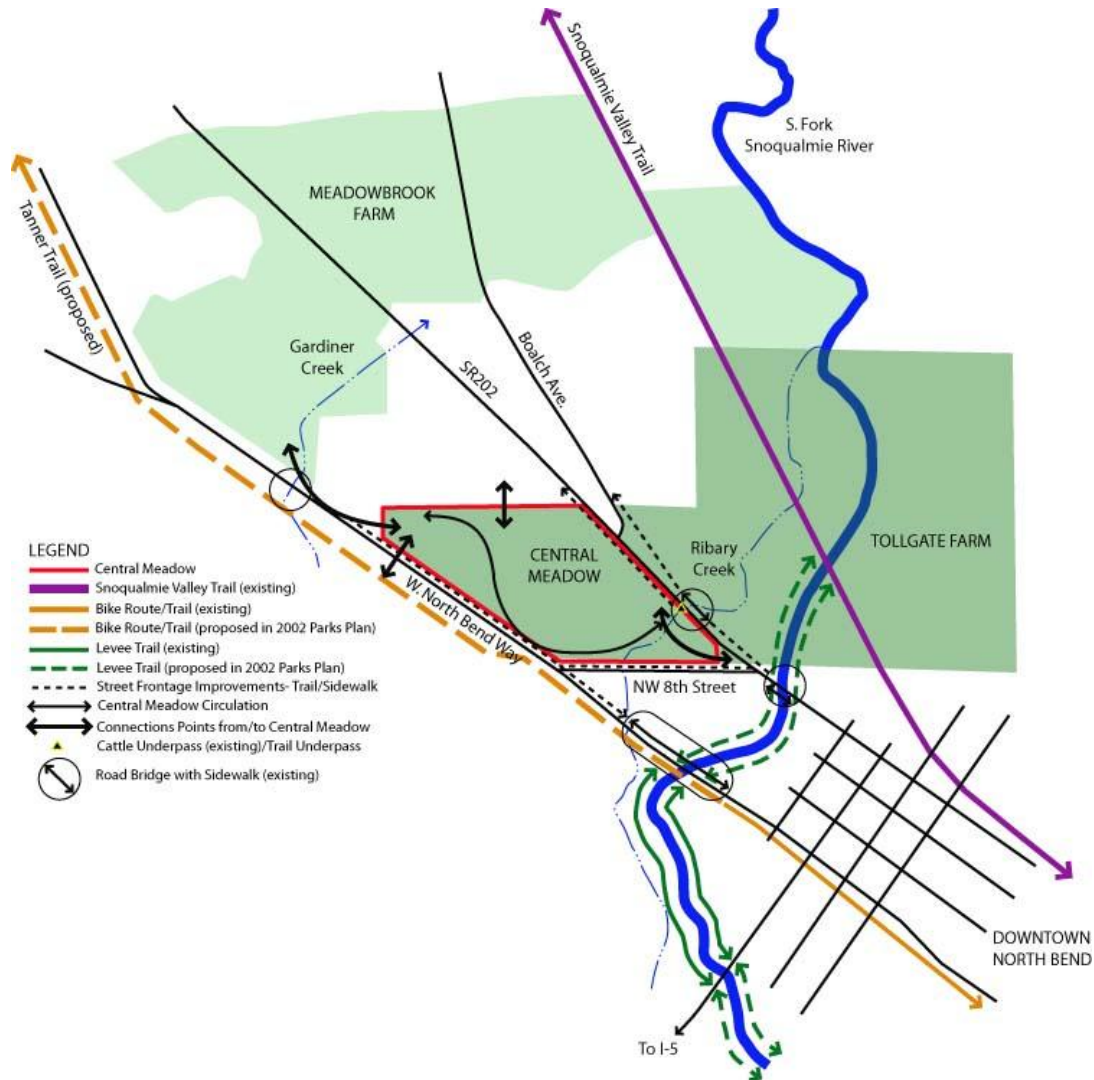 Snoqualmie Valley Trail
S. Fork
Snoqualmie River
MEADOWBROOK
FARM
Tanner Trail (proposed)
Gardiner
Creek
SR202
Boalch Ave.
CENTRAL
MEADOW
Ribary
Creek
TOLLGATE FARM
W. North Bend Way
NW 8th Street
LEGEND
Central Meadow
Snoqualmie Valley Trail (existing)
Bike Route/Trail (existing)
Bike Route/Trail (proposed in 2002 Parks Plan)
Levee Trail (existing)
Levee Trail (proposed in 2002 Parks Plan)
Street Frontage Improvements- Trail/Sidewalk
Central Meadow Circulation
Connections Points from/to Central Meadow
Cattle Underpass (existing)/Trail Underpass
Road Bridge with Sidewalk (existing)
DOWNTOWN
NORTH BEND
To I-5